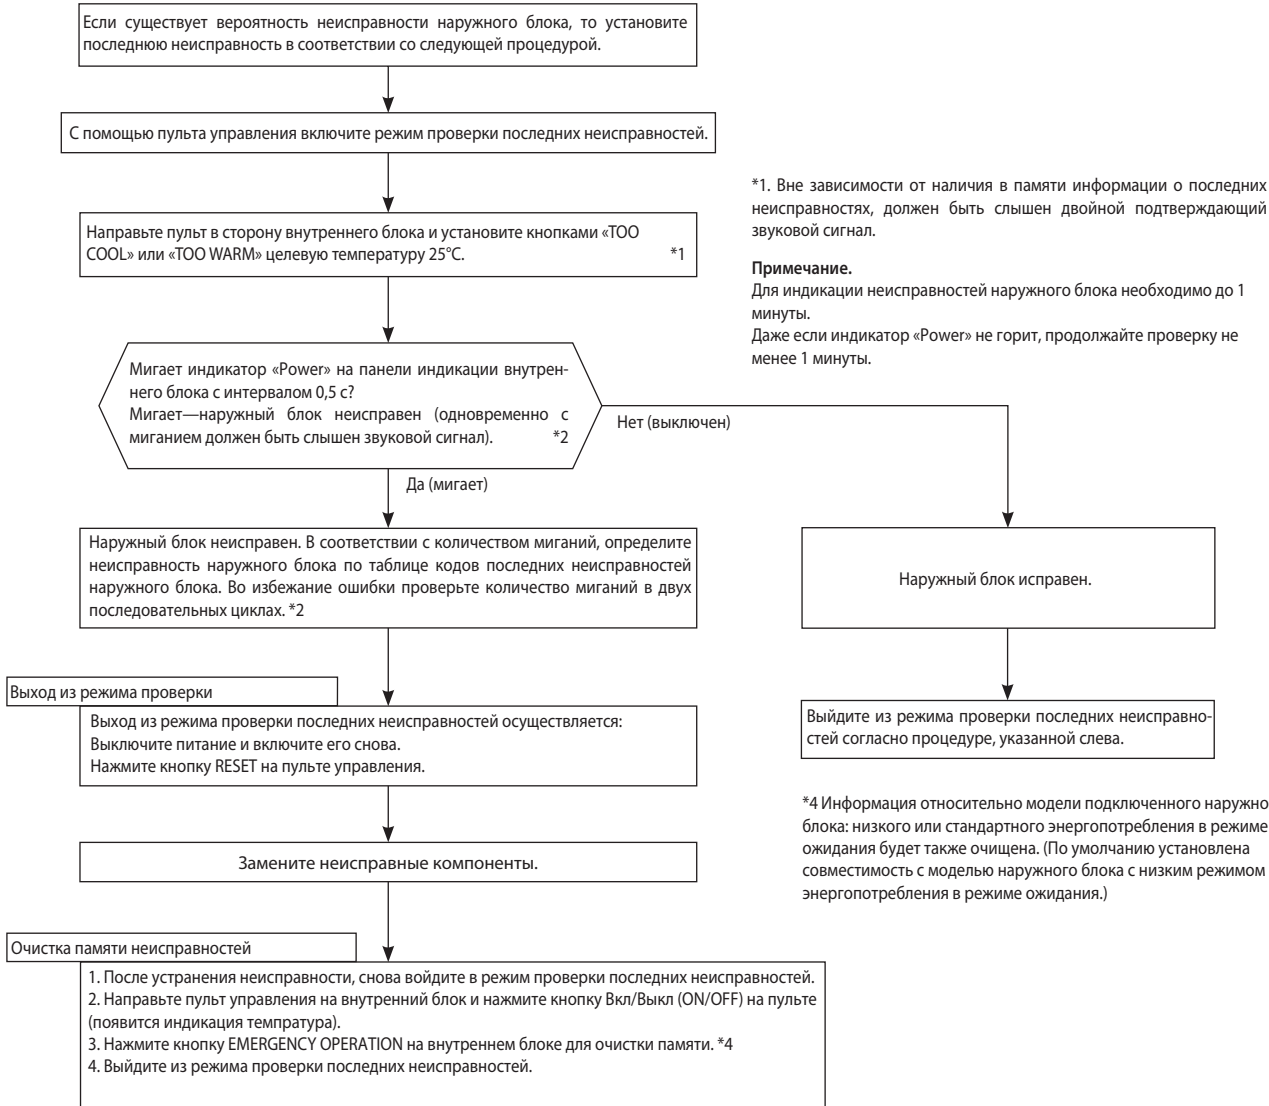 Если существует вероятность неисправности наружного блока, то установите
последнюю неисправность в соответствии со следующей процедурой.
С помощью пульта управления включите режим проверки последних неисправностей.
*1. Вне зависимости от наличия в памяти информации о последних
неисправностях, должен быть слышен двойной подтверждающий
звуковой сигнал.
Примечание.
Для индикации неисправностей наружного блока необходимо до 1
минуты.
Даже если индикатор «Power» не горит, продолжайте проверку не
менее 1 минуты.
Направьте пульт в сторону внутреннего блока и установите кнопками «TOO
COOL» или «TOO WARM» целевую температуру 25°C. *1
Мигает индикатор «Power» на панели индикации внутрен-
него блока с интервалом 0,5 с?
Мигает—наружный блок неисправен (одновременно с
миганием должен быть слышен звуковой сигнал). *2
Нет (выключен)
Да (мигает)
Наружный блок неисправен. В соответствии с количеством миганий, определите
неисправность наружного блока по таблице кодов последних неисправностей
наружного блока. Во избежание ошибки проверьте количество миганий в двух
последовательных циклах. *2
Наружный блок исправен.
Выход из режима проверки
Выход из режима проверки последних неисправностей осуществляется:
Выключите питание и включите его снова.
Нажмите кнопку RESET на пульте управления.
Выйдите из режима проверки последних неисправно-
стей согласно процедуре, указанной слева.
*4 Информация относительно модели подключенного наружно
блока: низкого или стандартного энергопотребления в режиме
ожидания будет также очищена. (По умолчанию установлена
совместимость с моделью наружного блока с низким режимом
энергопотребления в режиме ожидания.)
Замените неисправные компоненты.
Очистка памяти неисправностей
1. После устранения неисправности, снова войдите в режим проверки последних неисправностей.
2. Направьте пульт управления на внутренний блок и нажмите кнопку Вкл/Выкл (ON/OFF) на пульте
(появится индикация темпратура).
3. Нажмите кнопку EMERGENCY OPERATION на внутреннем блоке для очистки памяти. *4
4. Выйдите из режима проверки последних неисправностей.